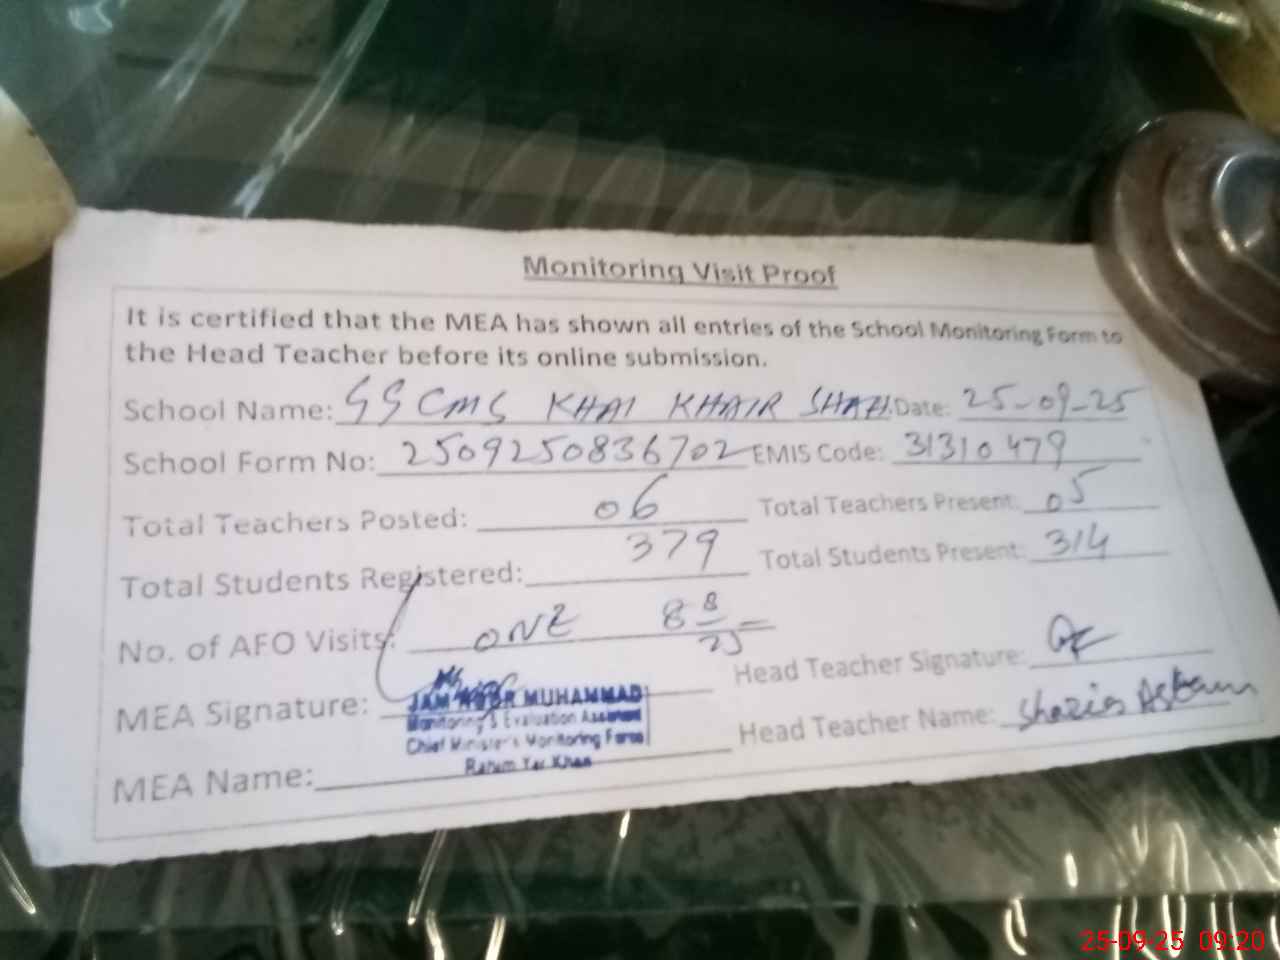 Monitoring Visit Proof
It is certified that the MEA has shown all entries of the School Monitoring Form to
the Head Teacher before its online submission.
School Name: GGCMS KHAI KHAIR SHAH Date: 25-09-25
School Form No: 2509250836702 EMIS Code: 31310479
Total Teachers Posted: 06 Total Teachers Present: 05
Total Students Registered: 379 Total Students Present: 314
No. of AFO Visits: ONE 8 8/25
MEA Signature: Head Teacher Signature:
JAM NOOR MUHAMMAD
Monitoring & Evaluation Assistant
Chief Minister's Monitoring Force
Rahim Yar Khan
MEA Name: Head Teacher Name: Shazia Aslam
25-09-25 09:20